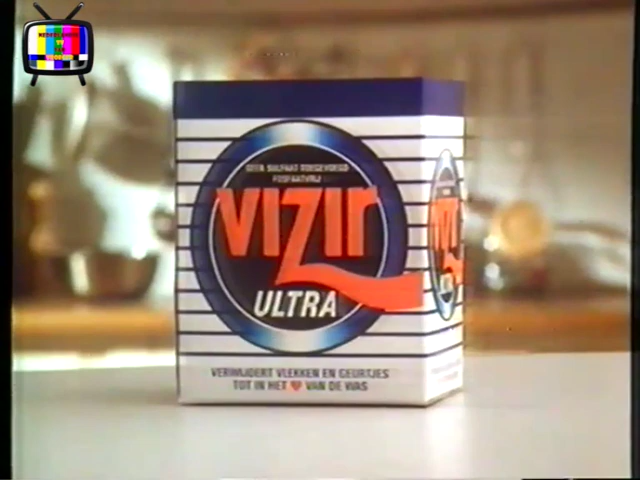 GEEN SULFAAT TOEGEVOEGD
FOSFAATVRIJ
VIZIR
ULTRA
VERWIJDERT VLEKKEN EN GEURTJES
TOT IN HET ❤ VAN DE WAS